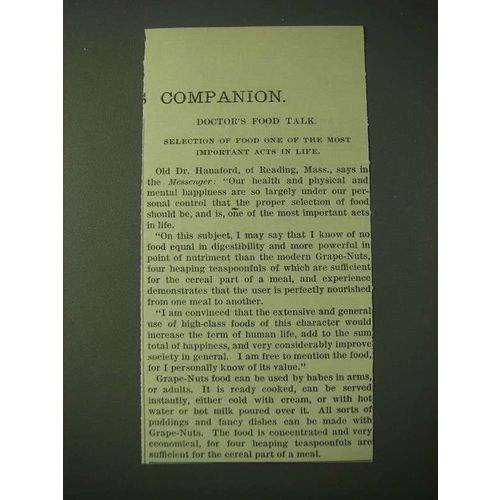 S COMPANION.
DOCTOR'S FOOD TALK.
SELECTION OF FOOD ONE OF THE MOST
IMPORTANT ACTS IN LIFE.
Old Dr. Hanaford, of Reading, Mass., says in
the Messenger: "Our health and physical and
mental happiness are so largely under our per-
sonal control that the proper selection of food
should be, and is, one of the most important acts
in life.
"On this subject, I may say that I know of no
food equal in digestibility and more powerful in
point of nutriment than the modern Grape-Nuts,
four heaping teaspoonfuls of which are sufficient
for the cereal part of a meal, and experience
demonstrates that the user is perfectly nourished
from one meal to another.
"I am convinced that the extensive and general
use of high-class foods of this character would
increase the term of human life, add to the sum
total of happiness, and very considerably improve
society in general. I am free to mention the food,
for I personally know of its value."
Grape-Nuts food can be used by babes in arms,
or adults. It is ready cooked, can be served
instantly, either cold with cream, or with hot
water or hot milk poured over it. All sorts of
puddings and fancy dishes can be made with
Grape-Nuts. The food is concentrated and very
economical, for four heaping teaspoonfuls are
sufficient for the cereal part of a meal.